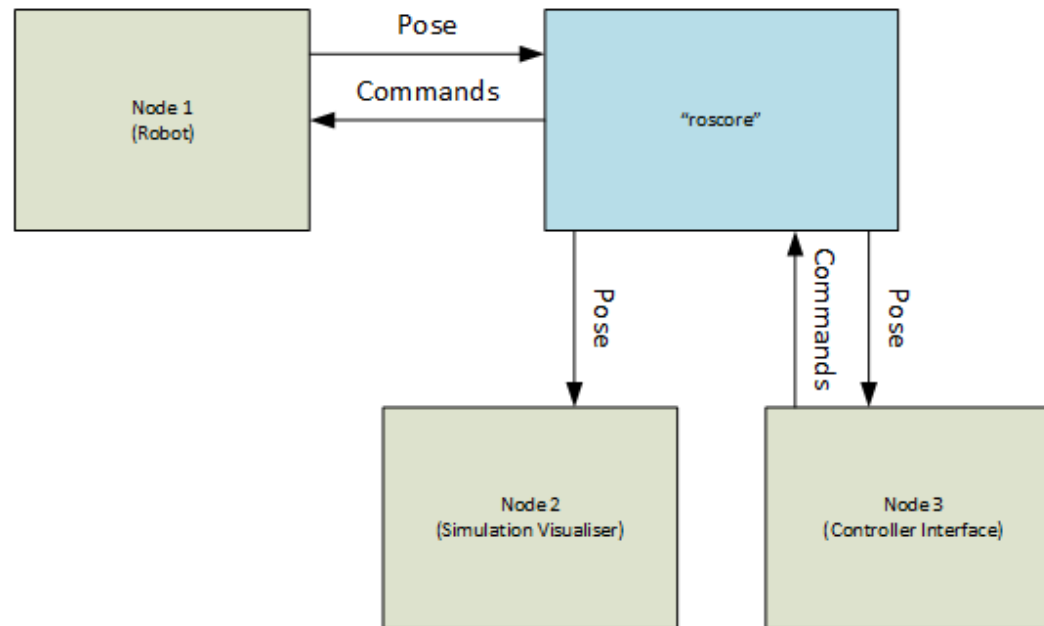 Pose
Commands
Node 1
(Robot)
“roscore”
Pose
Commands
Pose
Node 2
(Simulation Visualiser)
Node 3
(Controller Interface)